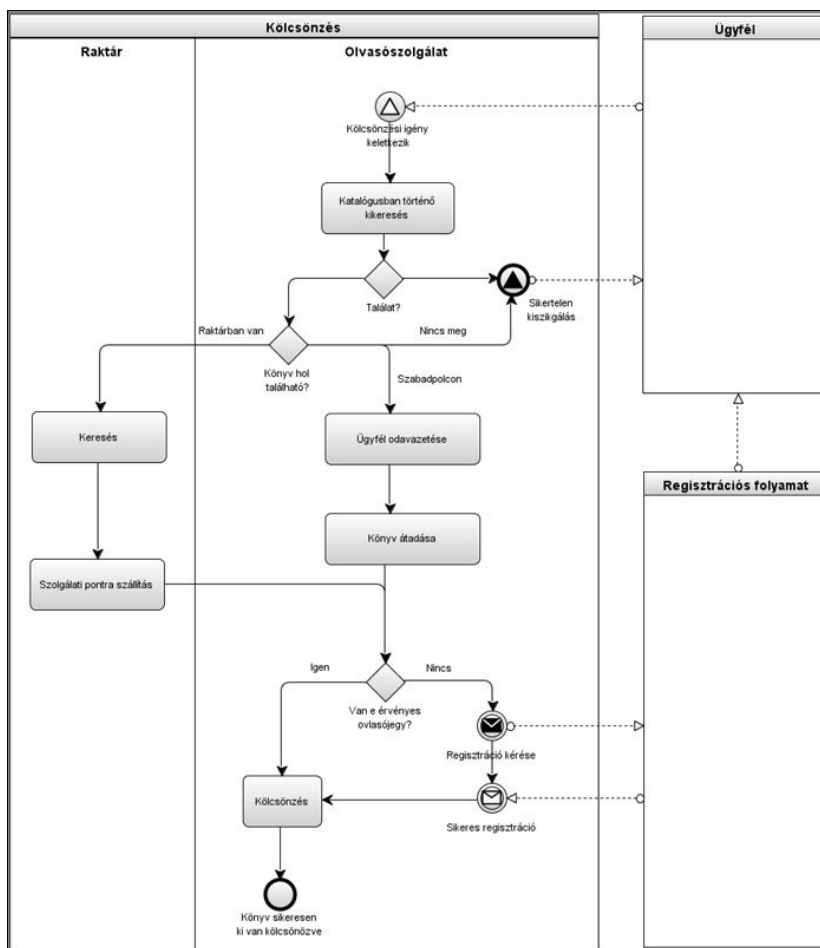 Kölcsönzés
Ügyfél
Raktár
Olvasószolgálat
Kölcsönzési igény
keletkezik
Katalógusban történő
kikeresés
Találat?
Sikertelen
kiszikgálás
Raktárban van
Nincs meg
Könyv hol
található?
Szabadpolcon
Keresés
Ügyfél odavazetése
Regisztrációs folyamat
Könyv átadása
Szolgálati pontra szállítás
Igen
Nincs
Van e érvényes
ovlasójegy?
Regisztráció kérése
Kölcsönzés
Sikeres regisztráció
Könyv sikeresen
ki van kölcsönözve